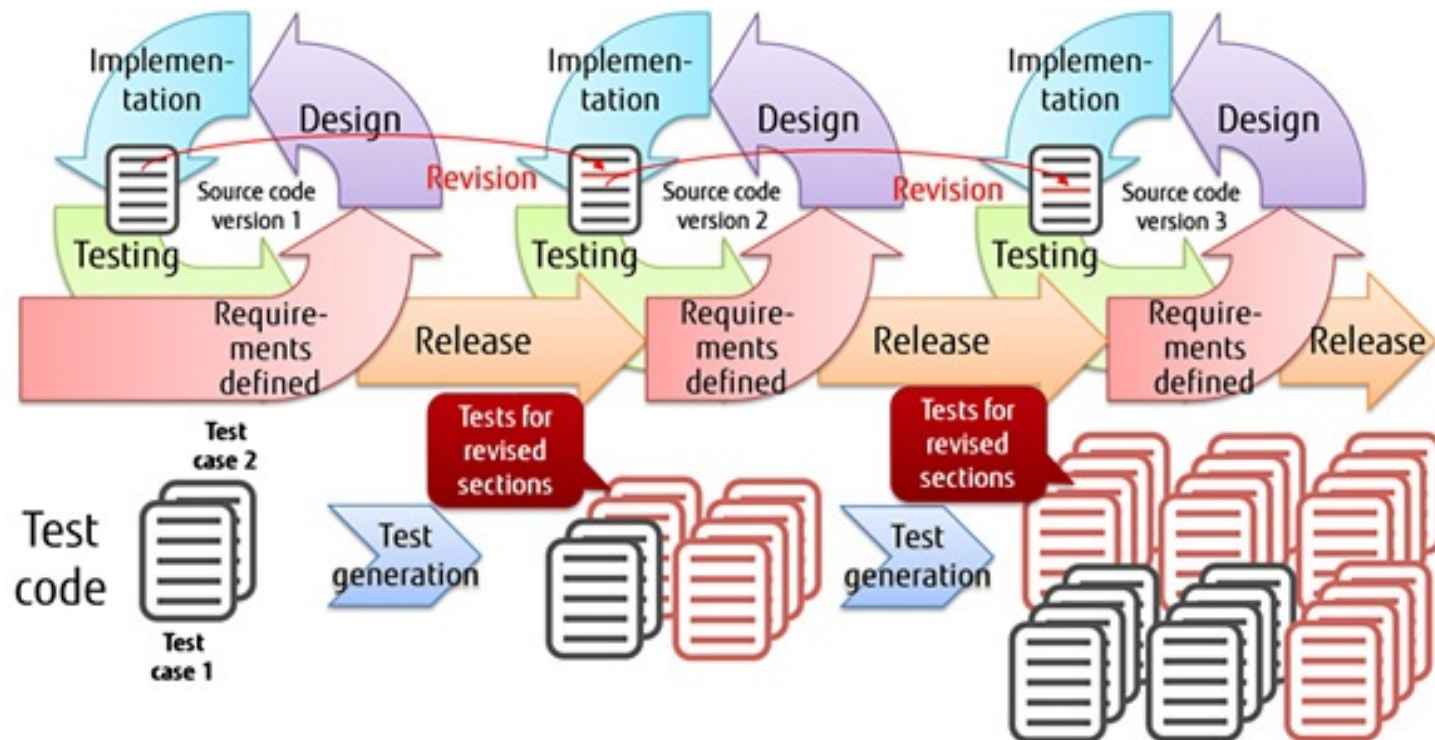 Implemen-
tation
Design
Source code
version 1
Testing
Require-
ments
defined
Release
Revision
Implemen-
tation
Design
Source code
version 2
Testing
Require-
ments
defined
Release
Revision
Implemen-
tation
Design
Source code
version 3
Testing
Require-
ments
defined
Release
Test
code
Test
case 2
Test
case 1
Test
generation
Tests for
revised
sections
Test
generation
Tests for
revised
sections